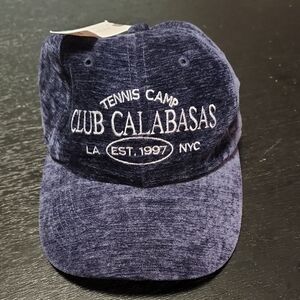 TENNIS CAMP
CLUB CALABASAS
LA EST. 1997 NYC